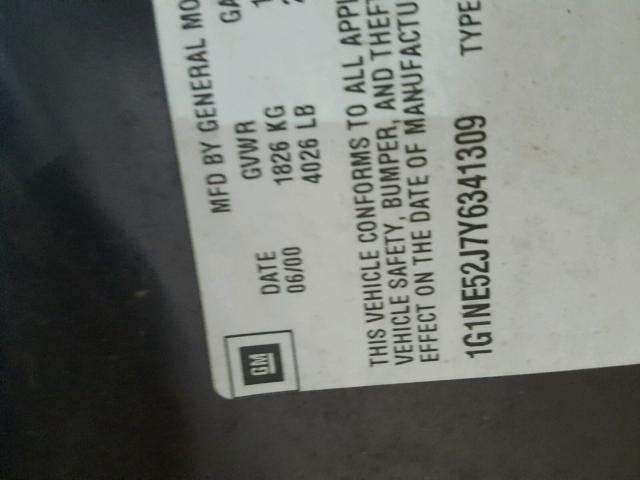 GM
MFD BY GENERAL MO
DATE GVWR GA
06/00 1826 KG
4026 LB
THIS VEHICLE CONFORMS TO ALL APPL
VEHICLE SAFETY, BUMPER, AND THEFT
EFFECT ON THE DATE OF MANUFACTU
1G1NE52J7Y6341309 TYPE